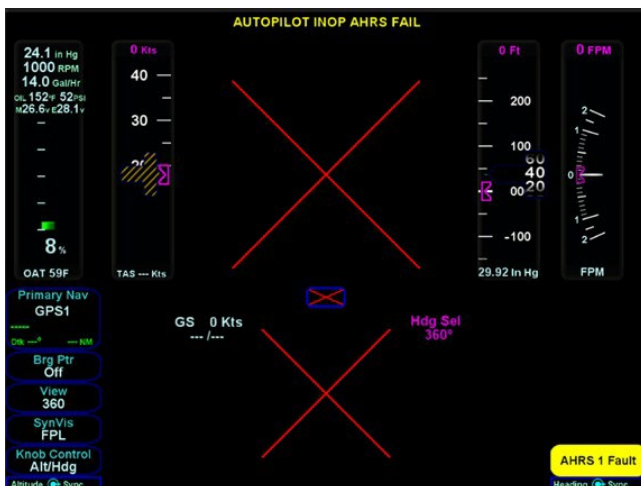 AUTOPILOT INOP AHRS FAIL
24.1 in Hg
1000 RPM
14.0 Gal/Hr
OIL 152°F 52PSI
M26.6v E28.1v
8%
OAT 59F
0 Kts
40
30
TAS --- Kts
0 Ft
200
100
60
40
20
00
-100
29.92 In Hg
0 FPM
2
1
0
1
2
FPM
Primary Nav
GPS1
-----
Dtk ---° --- NM
Brg Ptr
Off
View
360
SynVis
FPL
Knob Control
Alt/Hdg
Altitude Sync
GS 0 Kts
---/---
Hdg Sel
360°
AHRS 1 Fault
Heading Sync